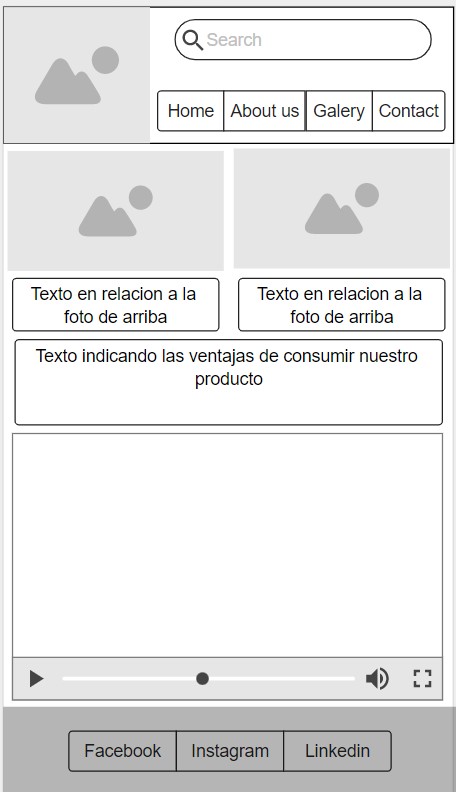 Search
Home About us Galery Contact
Texto en relacion a la
foto de arriba
Texto en relacion a la
foto de arriba
Texto indicando las ventajas de consumir nuestro
producto
Facebook Instagram Linkedin